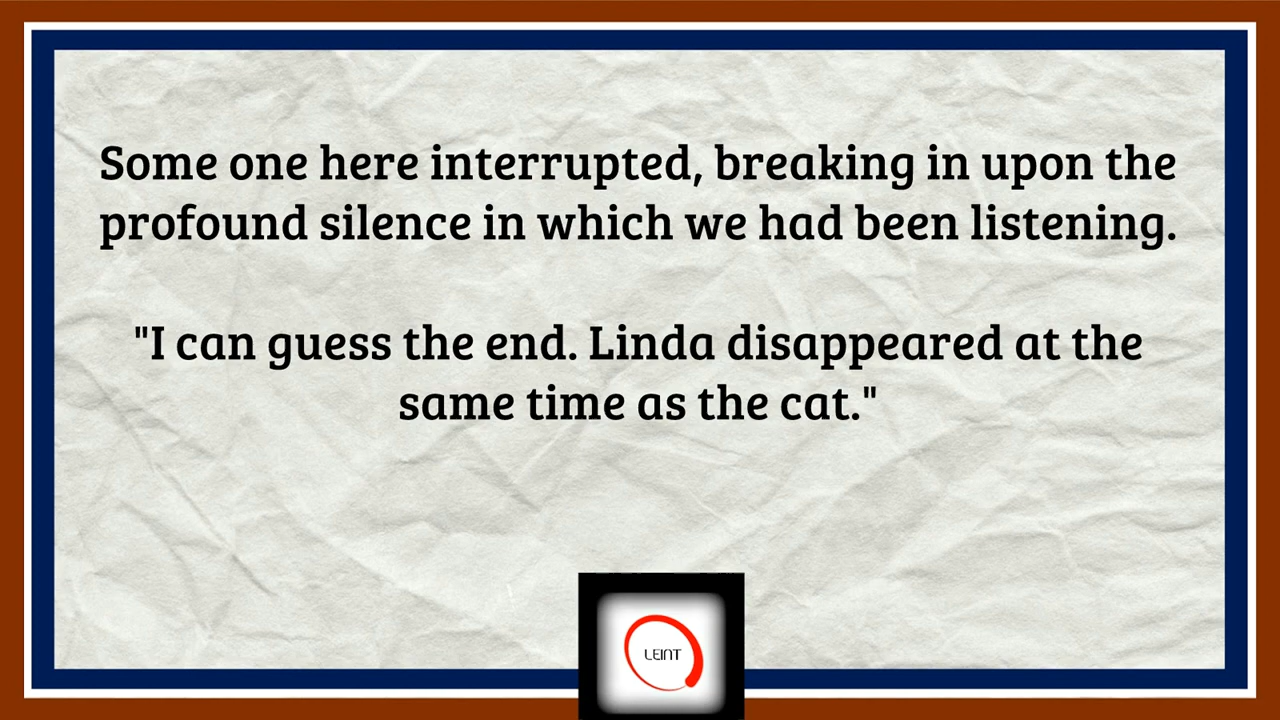 Some one here interrupted, breaking in upon the
profound silence in which we had been listening.
"I can guess the end. Linda disappeared at the
same time as the cat."
LEINT